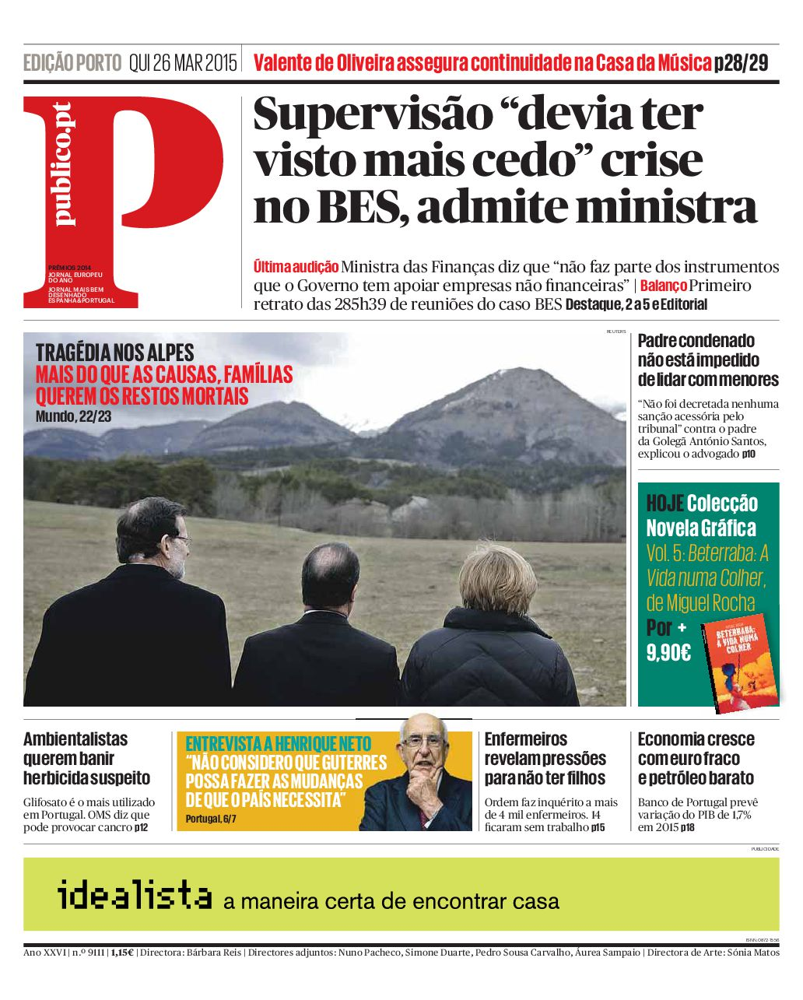 EDIÇÃO PORTO QUI 26 MAR 2015
Valente de Oliveira assegura continuidade na Casa da Música p28/29
publico.pt
PRÉMIOS 2014
JORNAL EUROPEU
DO ANO
JORNAL MAIS BEM
DESENHADO
ESPANHA&PORTUGAL
Supervisão “devia ter
visto mais cedo” crise
no BES, admite ministra
Última audição Ministra das Finanças diz que “não faz parte dos instrumentos
que o Governo tem apoiar empresas não financeiras” | Balanço Primeiro
retrato das 285h39 de reuniões do caso BES Destaque, 2 a 5 e Editorial
REUTERS
TRAGÉDIA NOS ALPES
MAIS DO QUE AS CAUSAS, FAMÍLIAS
QUEREM OS RESTOS MORTAIS
Mundo, 22/23
Padre condenado
não está impedido
de lidar com menores
“Não foi decretada nenhuma
sanção acessória pelo
tribunal” contra o padre
da Golegã António Santos,
explicou o advogado p10
HOJE Colecção
Novela Gráfica
Vol. 5: Beterraba: A
Vida numa Colher,
de Miguel Rocha
Por +
9,90€
BETERRABA:
A VIDA NUMA
COLHER
Ambientalistas
querem banir
herbicida suspeito
Glifosato é o mais utilizado
em Portugal. OMS diz que
pode provocar cancro p12
ENTREVISTA A HENRIQUE NETO
“NÃO CONSIDERO QUE GUTERRES
POSSA FAZER AS MUDANÇAS
DE QUE O PAÍS NECESSITA”
Portugal, 6/7
Enfermeiros
revelam pressões
para não ter filhos
Ordem faz inquérito a mais
de 4 mil enfermeiros. 14
ficaram sem trabalho p15
Economia cresce
com euro fraco
e petróleo barato
Banco de Portugal prevê
variação do PIB de 1,7%
em 2015 p18
PUBLICIDADE
idealista a maneira certa de encontrar casa
ISNN:0872-1556
Ano XXVI | n.º 9111 | 1,15€ | Directora: Bárbara Reis | Directores adjuntos: Nuno Pacheco, Simone Duarte, Pedro Sousa Carvalho, Áurea Sampaio | Directora de Arte: Sónia Matos